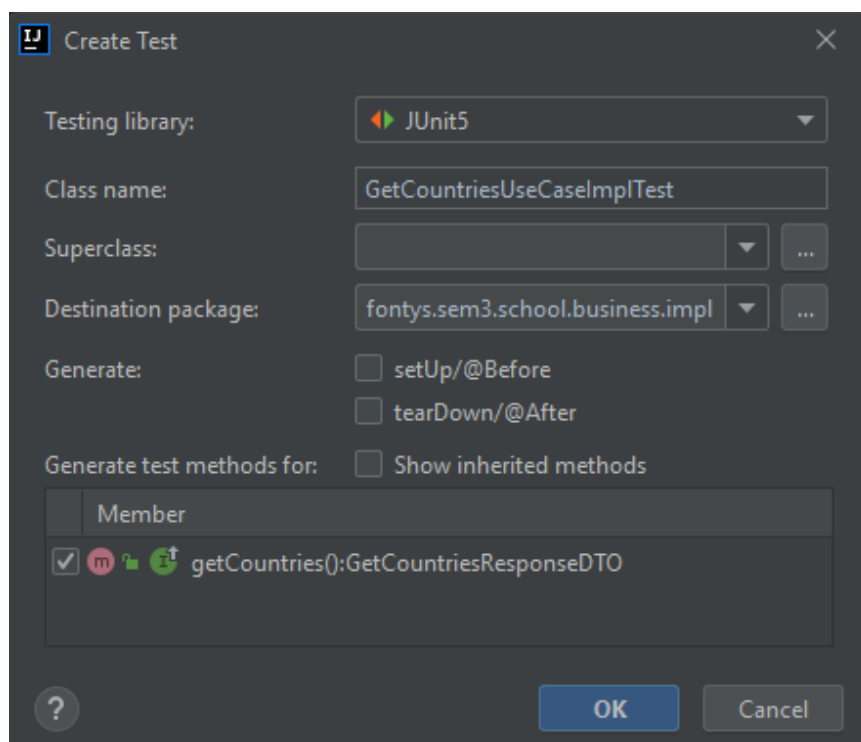 IJ Create Test
Testing library: JUnit5
Class name: GetCountriesUseCaseImplTest
Superclass: ...
Destination package: fontys.sem3.school.business.impl ...
Generate: setUp/@Before
tearDown/@After
Generate test methods for: Show inherited methods
Member
m I getCountries():GetCountriesResponseDTO
? OK Cancel